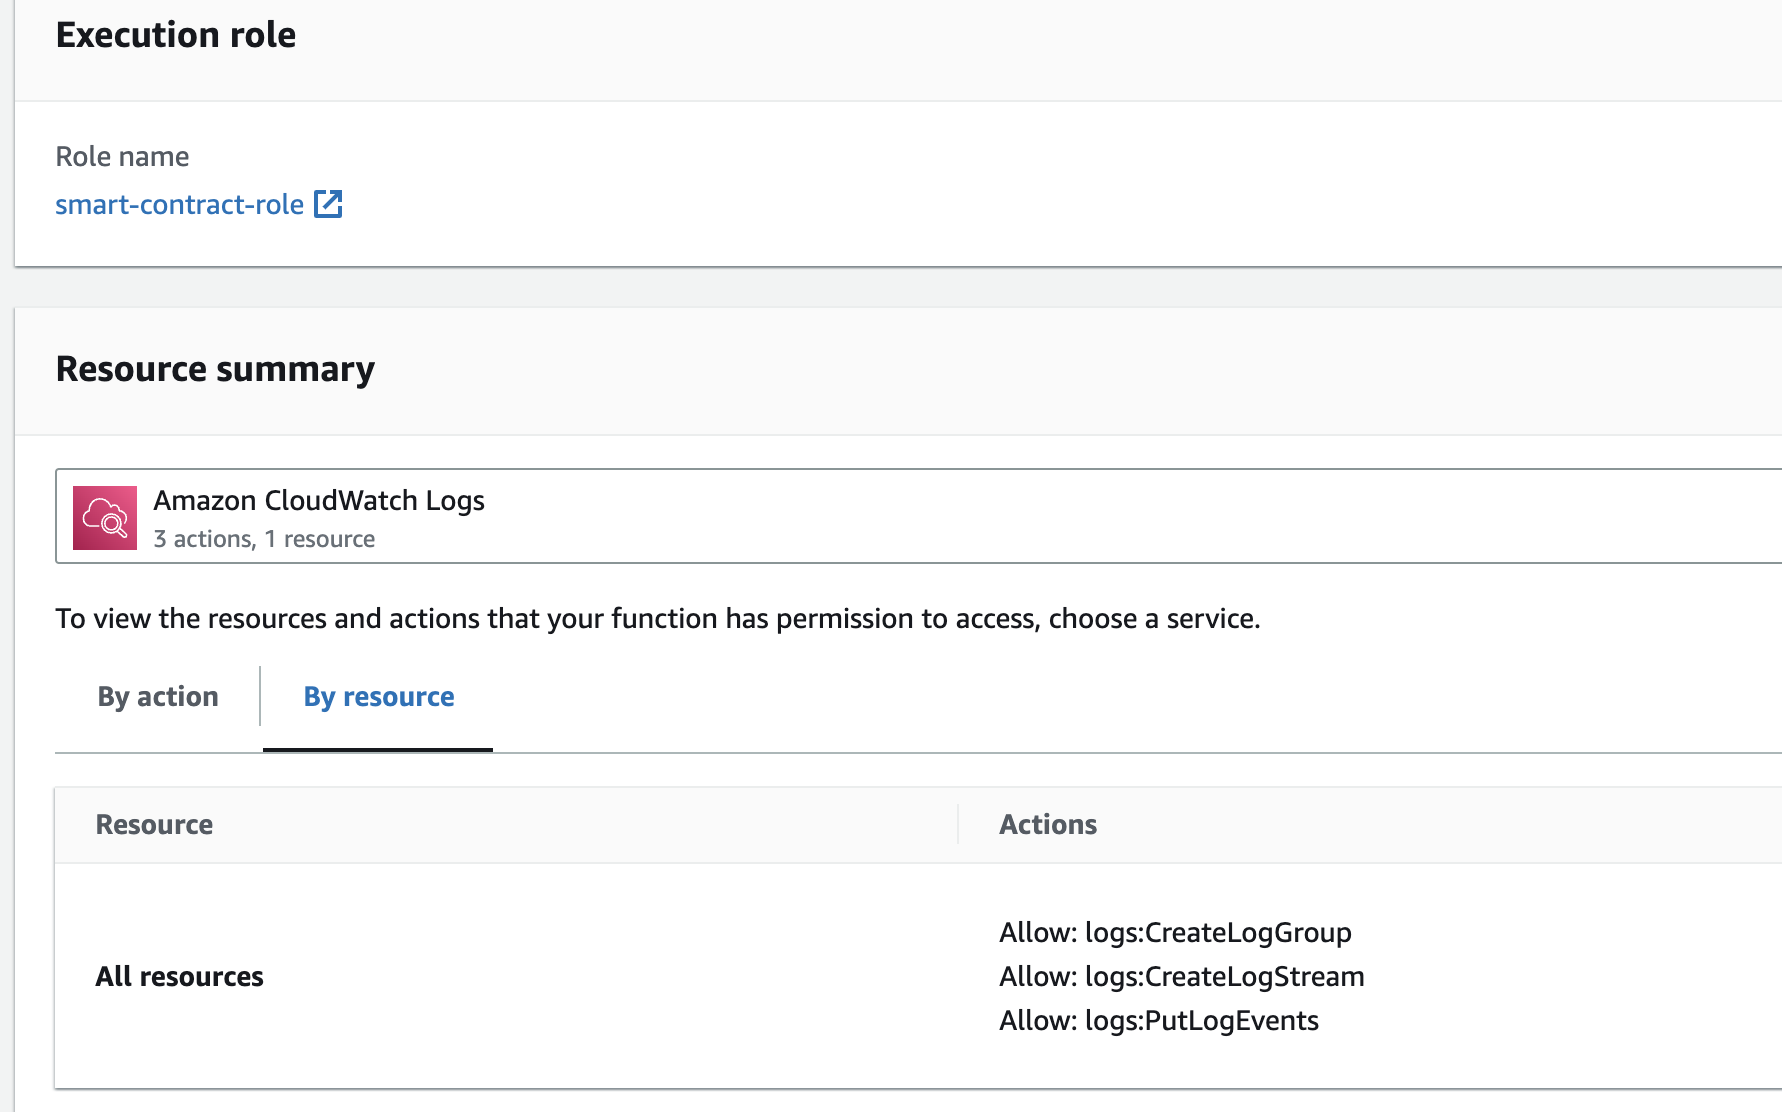 Execution role
Role name
smart-contract-role
Resource summary
Amazon CloudWatch Logs
3 actions, 1 resource
To view the resources and actions that your function has permission to access, choose a service.
By action
By resource
Resource
Actions
All resources
Allow: logs:CreateLogGroup
Allow: logs:CreateLogStream
Allow: logs:PutLogEvents